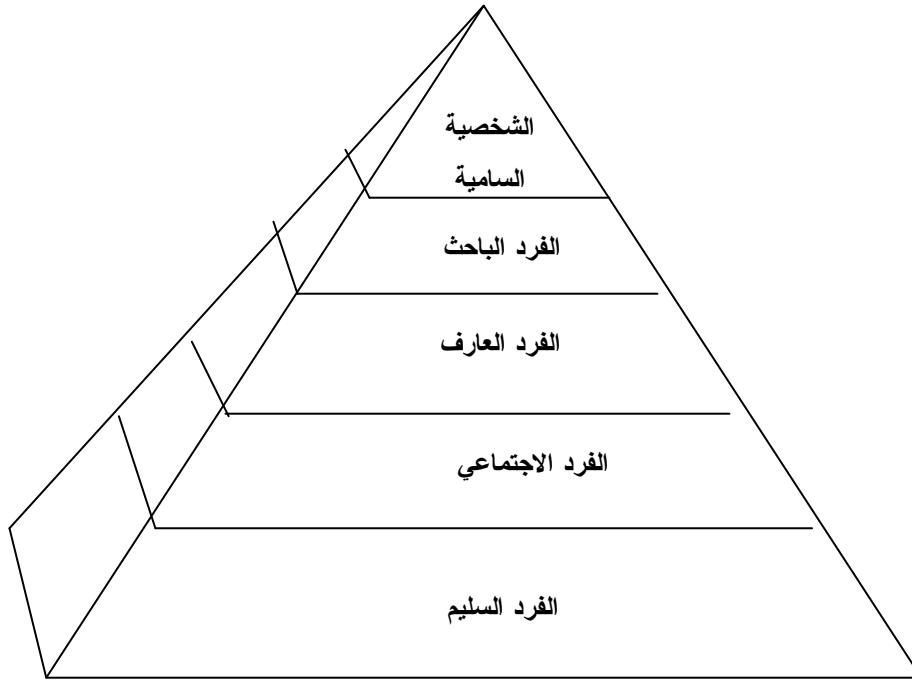 الشخصية
السامية
الفرد الباحث
الفرد العارف
الفرد الاجتماعي
الفرد السليم